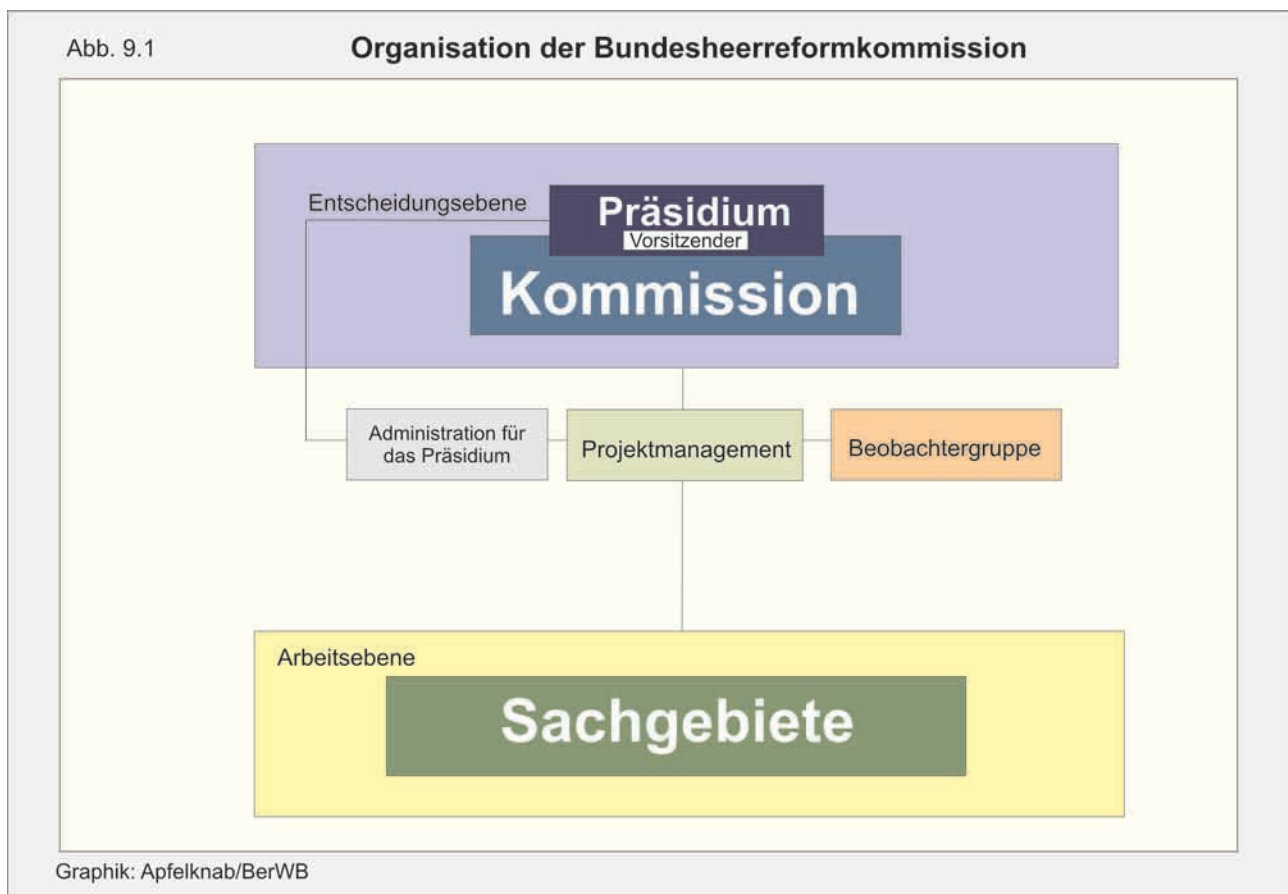 Abb. 9.1
Organisation der Bundesheerreformkommission
Entscheidungsebene
Präsidium
Vorsitzender
Kommission
Administration für
das Präsidium
Projektmanagement
Beobachtergruppe
Arbeitsebene
Sachgebiete
Graphik: Apfelknab/BerWB